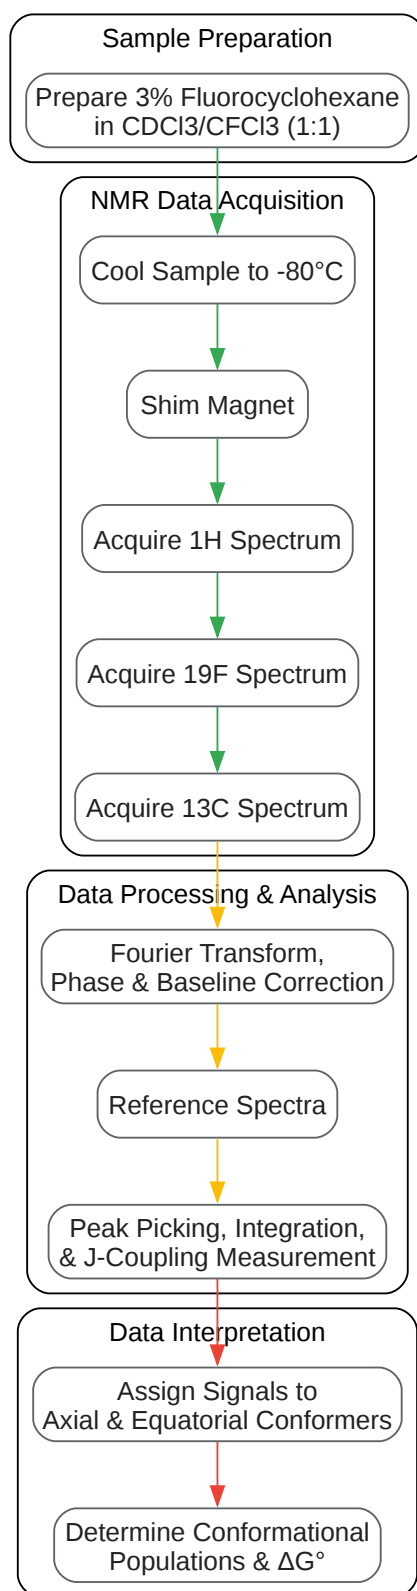 Sample Preparation
Prepare 3% Fluorocyclohexane
in CDCl3/CFCl3 (1:1)
NMR Data Acquisition
Cool Sample to -80°C
Shim Magnet
Acquire 1H Spectrum
Acquire 19F Spectrum
Acquire 13C Spectrum
Data Processing & Analysis
Fourier Transform,
Phase & Baseline Correction
Reference Spectra
Peak Picking, Integration,
& J-Coupling Measurement
Data Interpretation
Assign Signals to
Axial & Equatorial Conformers
Determine Conformational
Populations & ΔG°